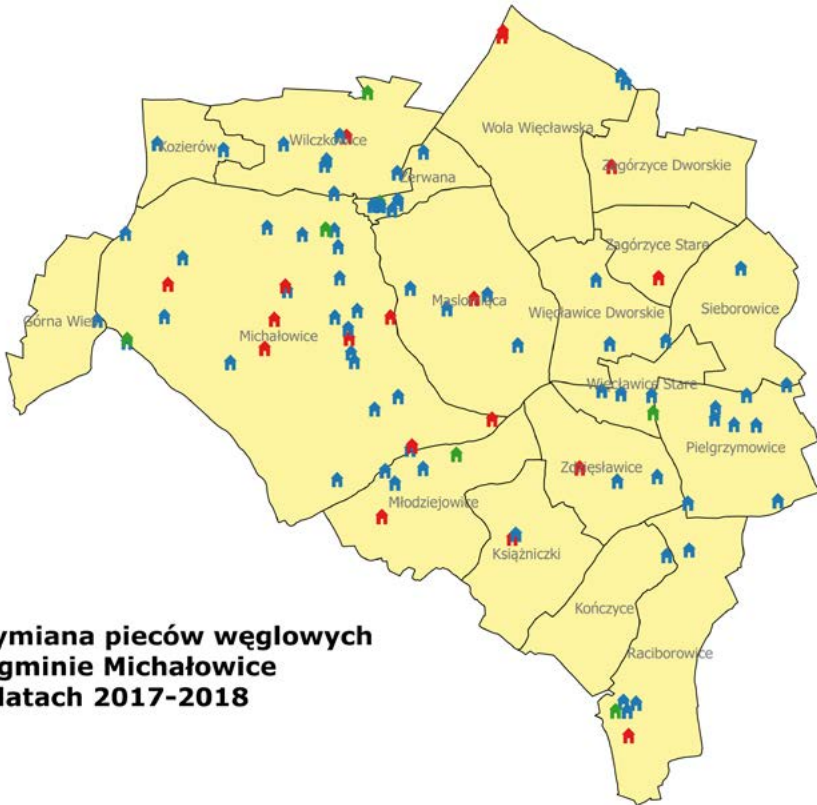 Wola Więcławska
Wilczkowice
Kozierów
Zagórzyce Dworskie
Zerwana
Zagórzyce Stare
Masłomiąca
Sieborowice
Więcławice Dworskie
Górna Wieś
Michałowice
Więcławice Stare
Pielgrzymowice
Zdzięsławice
Młodziejowice
Książniczki
Kończyce
Raciborowice
ymiana pieców węglowych
gminie Michałowice
latach 2017-2018